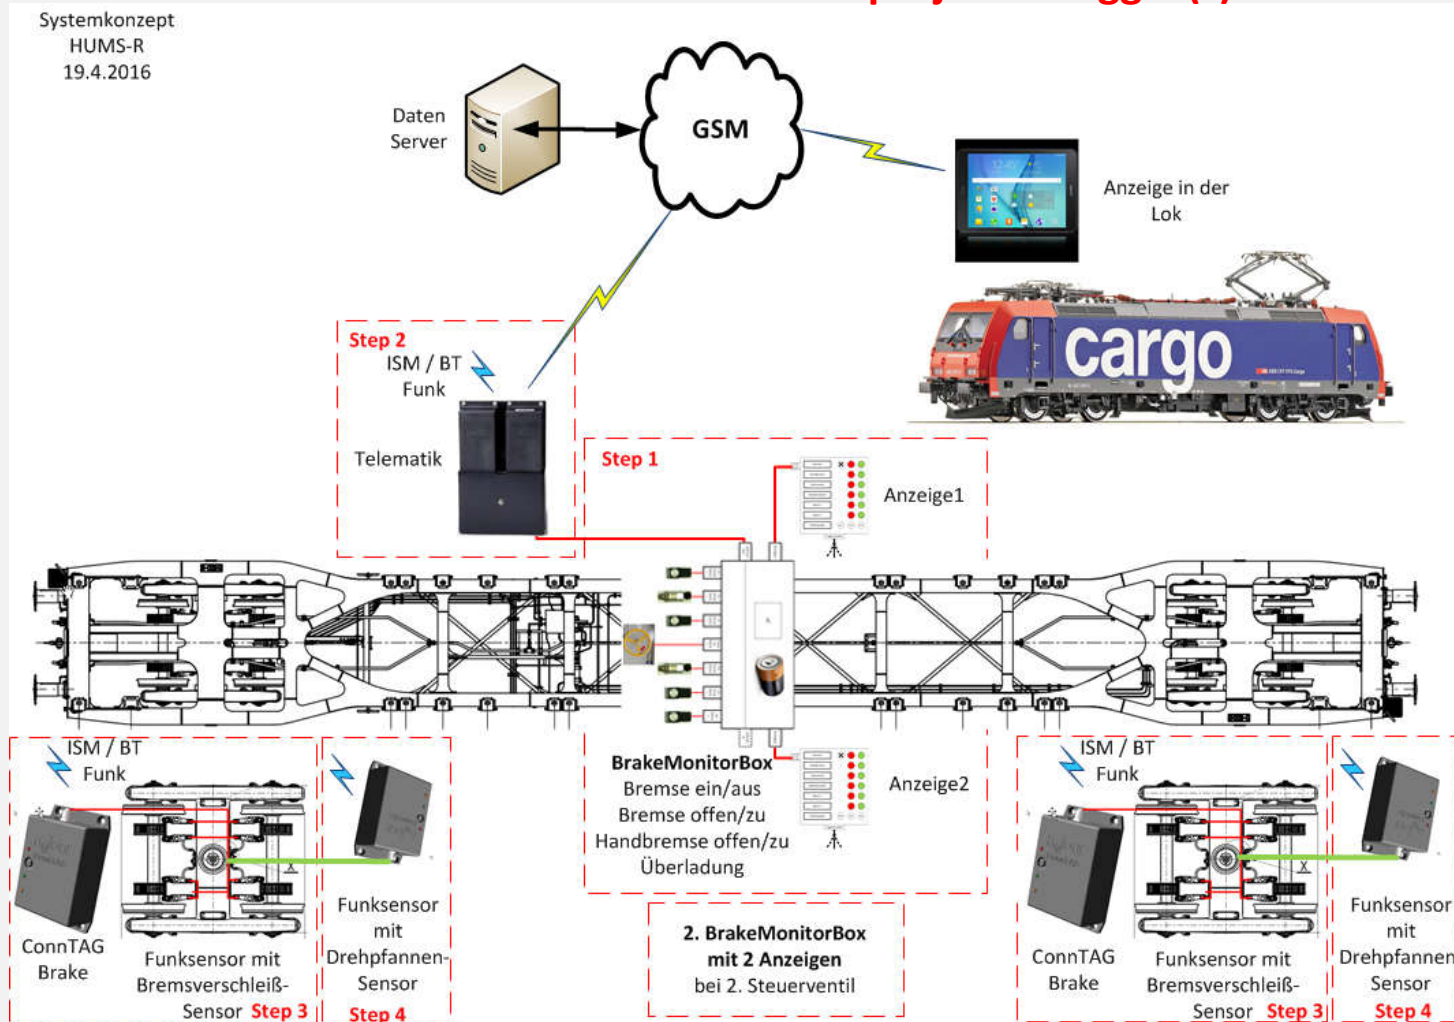 Systemkonzept
HUMS-R
19.4.2016
Daten
Server
GSM
Anzeige in der
Lok
cargo
Step 2
ISM / BT
Funk
Telematik
Step 1
Anzeige1
BrakeMonitorBox
Bremse ein/aus
Bremse offen/zu
Handbremse offen/zu
Überladung
Anzeige2
ISM / BT
Funk
ConnTAG
Brake
Funksensor mit
Bremsverschleiß-
Sensor Step 3
Funksensor
mit
Drehpfannen-
Sensor
Step 4
2. BrakeMonitorBox
mit 2 Anzeigen
bei 2. Steuerventil
ISM / BT
Funk
ConnTAG
Brake
Funksensor mit
Bremsverschleiß-
Sensor Step 3
Funksensor
mit
Drehpfannen-
Sensor
Step 4